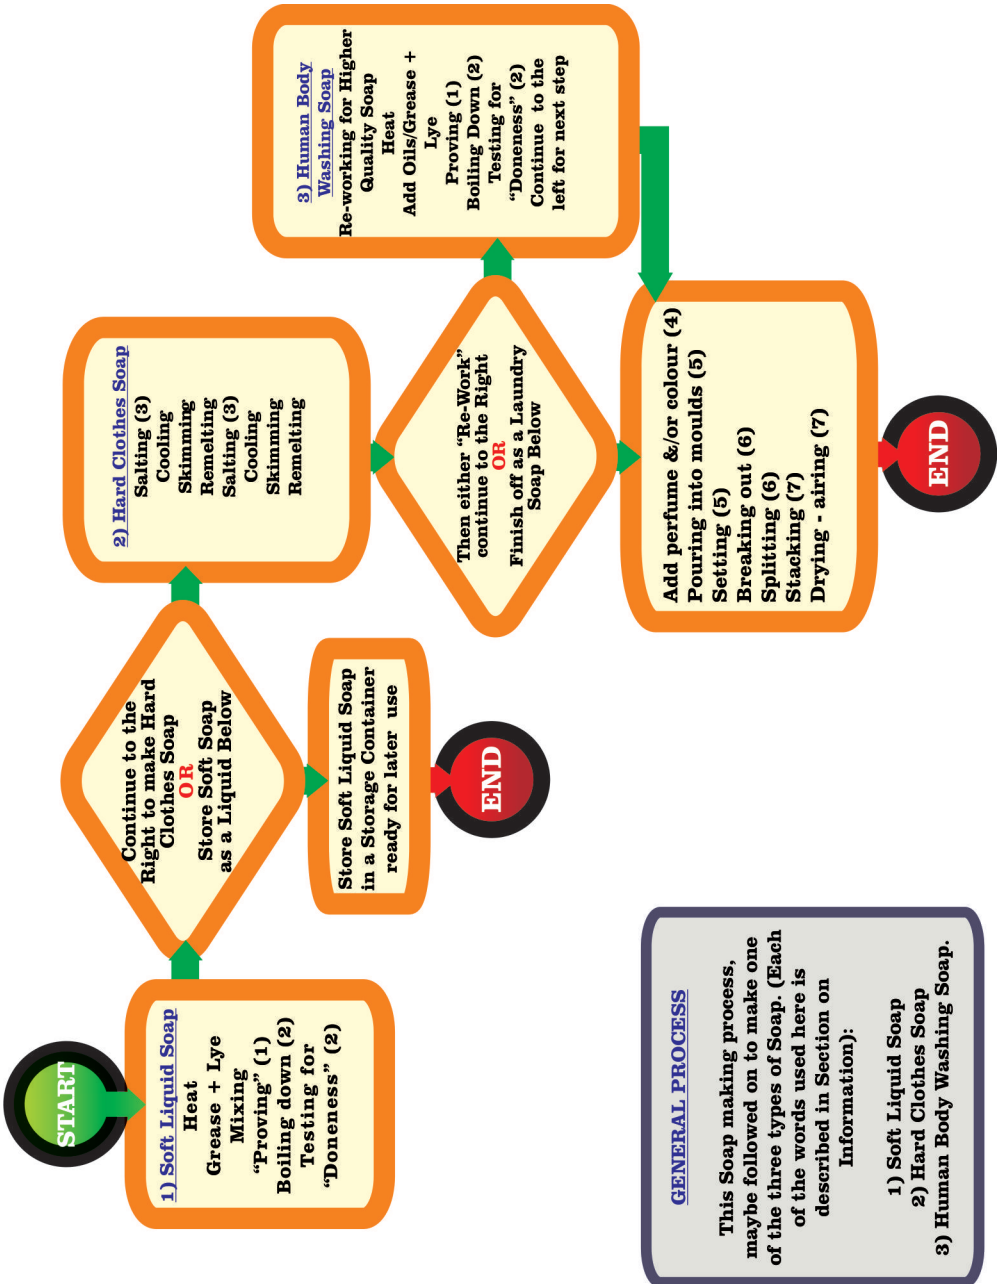 START
1) Soft Liquid Soap
Heat
Grease + Lye
Mixing
“Proving” (1)
Boiling down (2)
Testing for
“Doneness” (2)
Continue to the
Right to make Hard
Clothes Soap
OR
Store Soft Soap
as a Liquid Below
Store Soft Liquid Soap
in a Storage Container
ready for later use
END
2) Hard Clothes Soap
Salting (3)
Cooling
Skimming
Remelting
Salting (3)
Cooling
Skimming
Remelting
Then either “Re-Work”
continue to the Right
OR
Finish off as a Laundry
Soap Below
3) Human Body
Washing Soap
Re-working for Higher
Quality Soap
Heat
Add Oils/Grease +
Lye
Proving (1)
Boiling Down (2)
Testing for
“Doneness” (2)
Continue to the
left for next step
Add perfume &/or colour (4)
Pouring into moulds (5)
Setting (5)
Breaking out (6)
Splitting (6)
Stacking (7)
Drying - airing (7)
END
GENERAL PROCESS
This Soap making process,
maybe followed on to make one
of the three types of Soap. (Each
of the words used here is
described in Section on
Information):
1) Soft Liquid Soap
2) Hard Clothes Soap
3) Human Body Washing Soap.